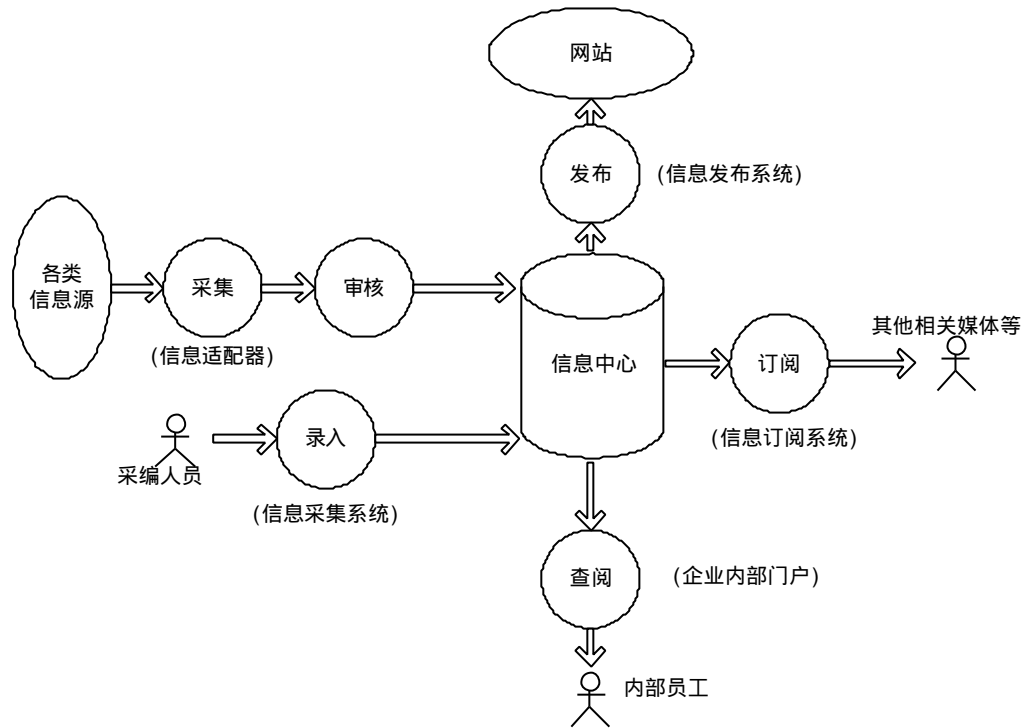 网站
发布
(信息发布系统)
各类
信息源
采集
审核
(信息适配器)
信息中心
订阅
其他相关媒体等
(信息订阅系统)
采编人员
录入
(信息采集系统)
查阅
(企业内部门户)
内部员工